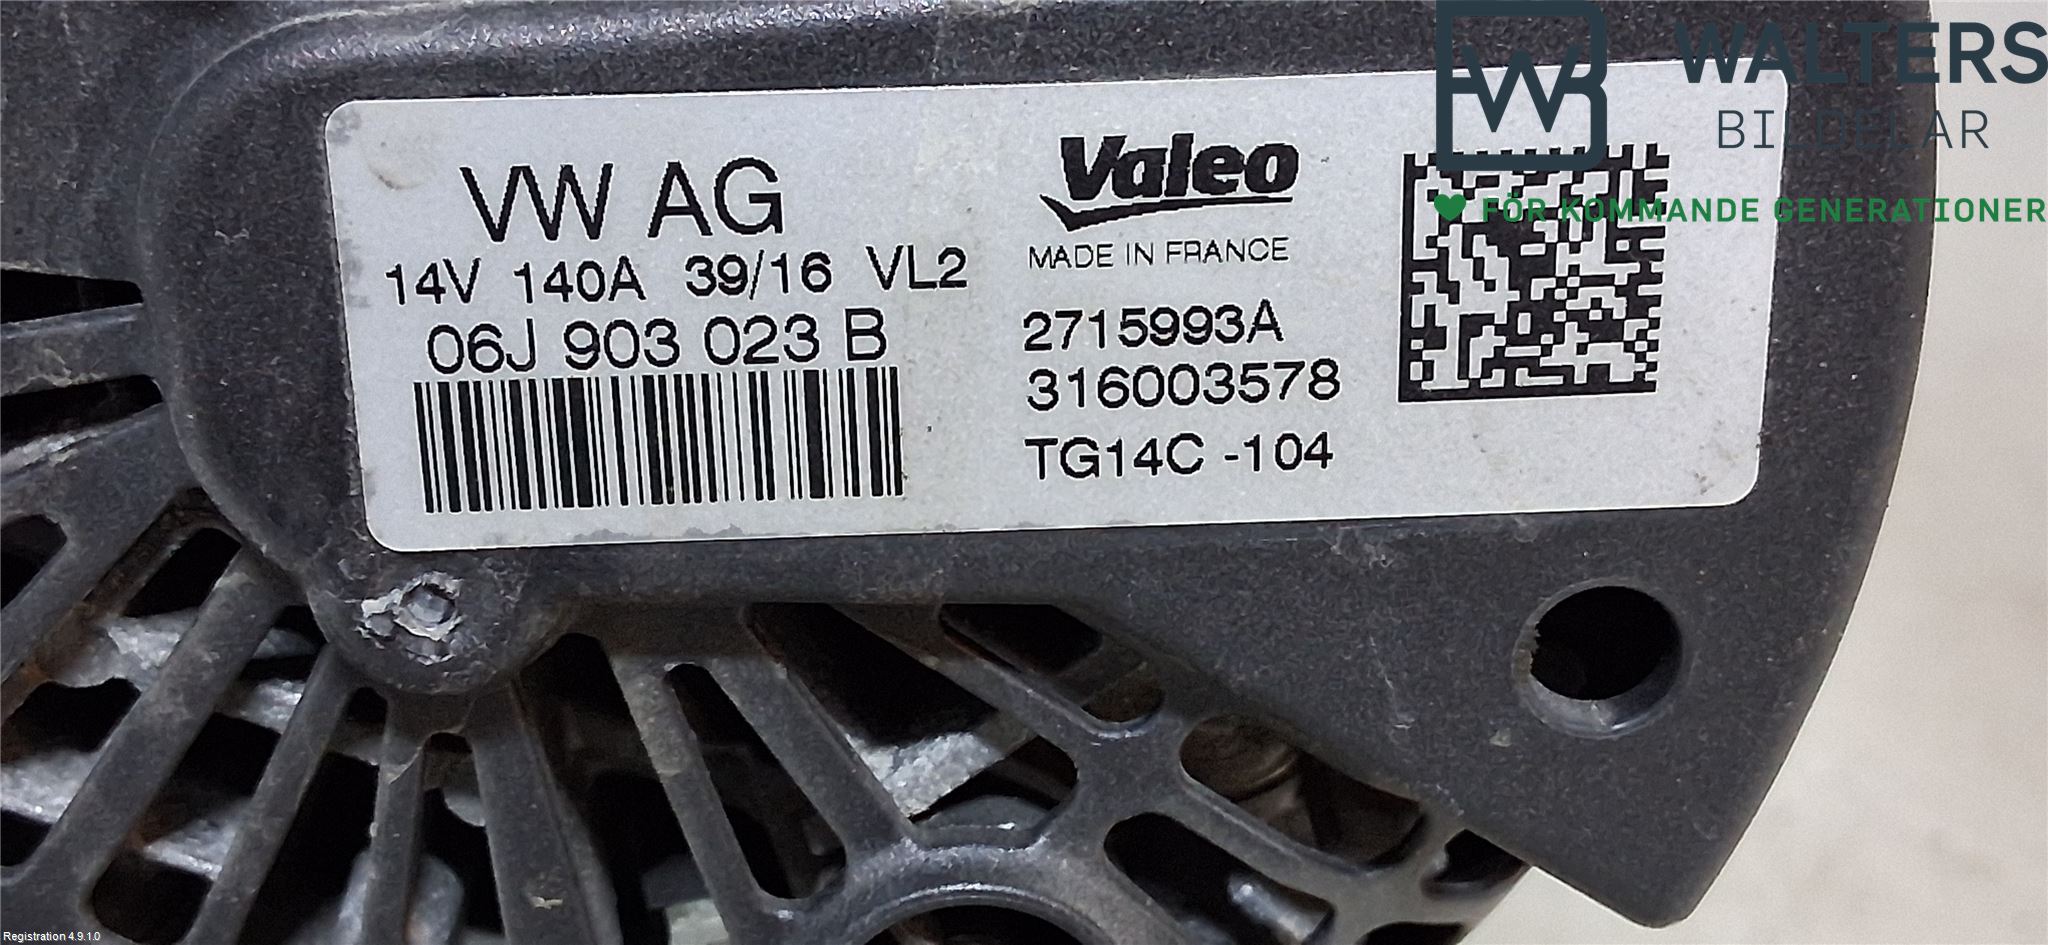 VW AG
14V 140A 39/16 VL2
06J 903 023 B
Valeo
MADE IN FRANCE
2715993A
316003578
TG14C -104
WALTERS
BILDELAR
FÖR KOMMANDE GENERATIONER
Registration 4.9.1.0